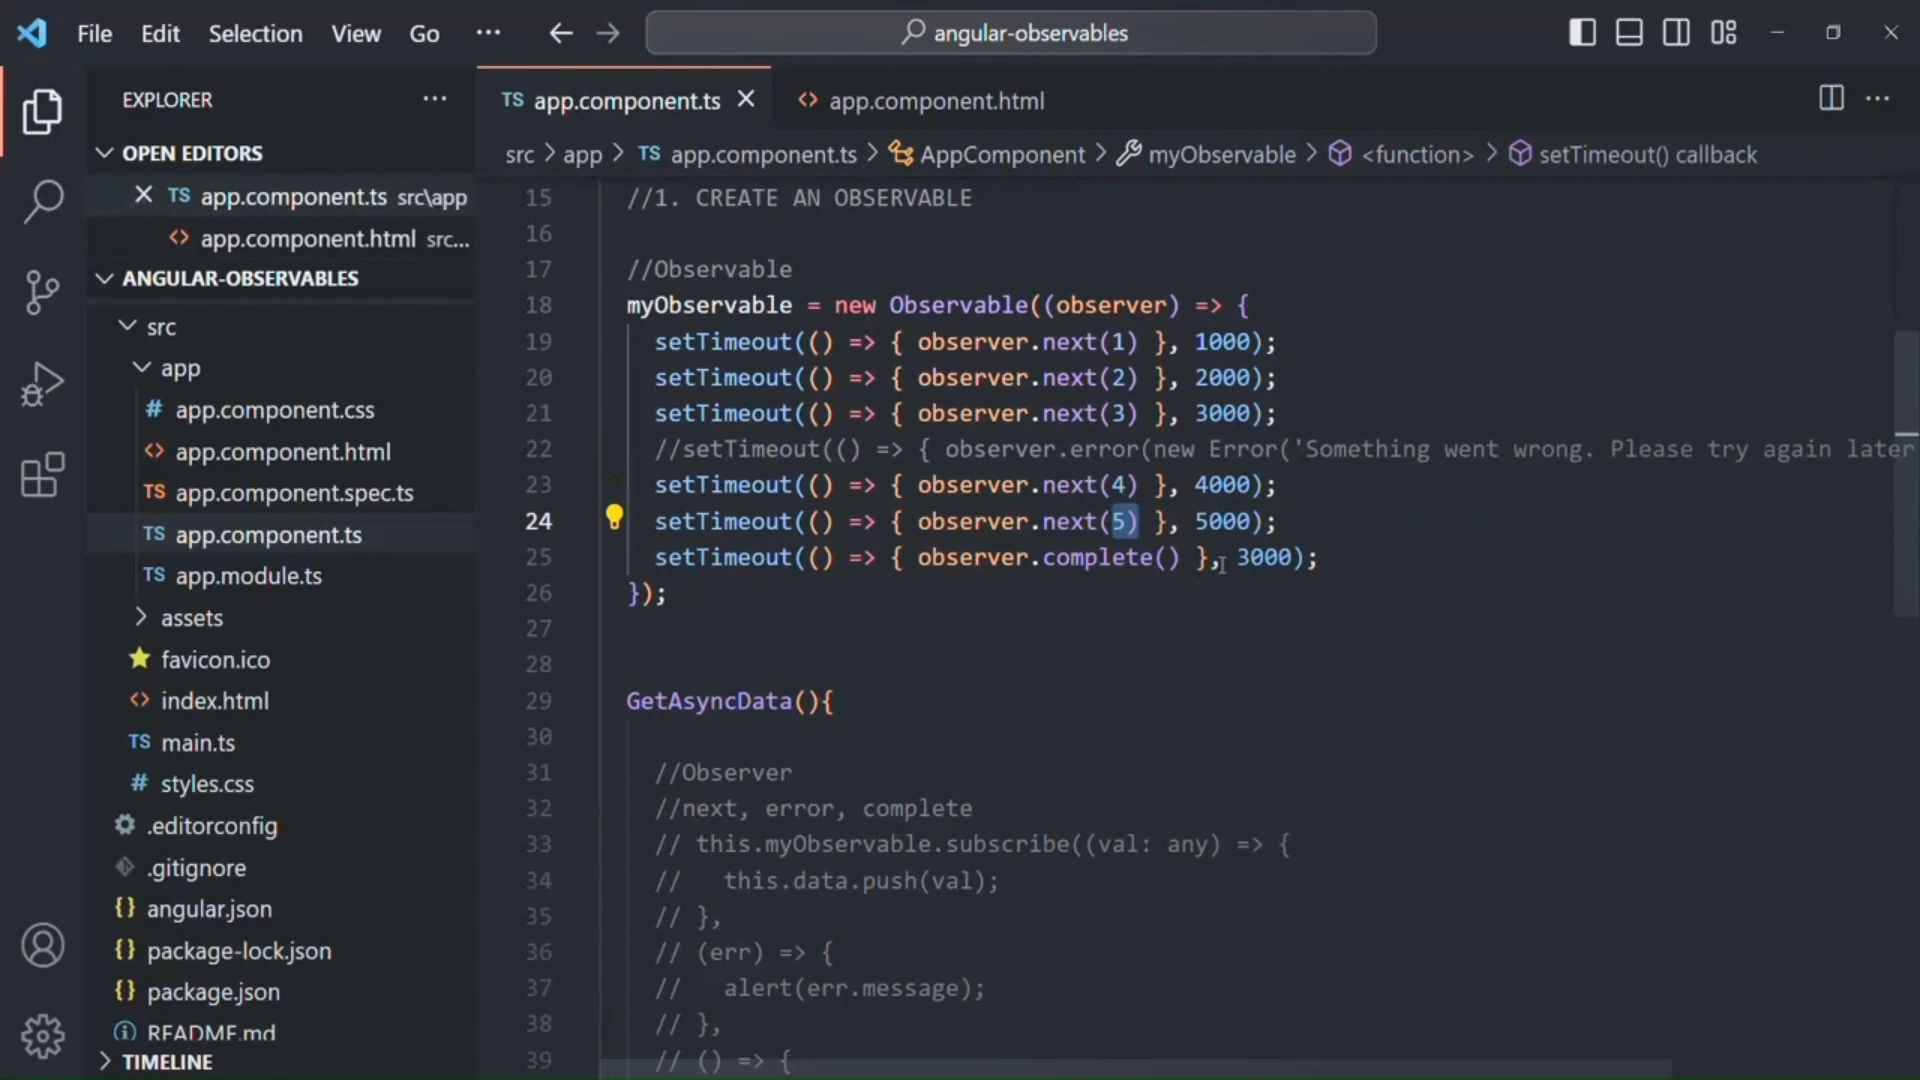 File Edit Selection View Go ··· angular-observables
EXPLORER ···
OPEN EDITORS
TS app.component.ts src\app
<> app.component.html src...
ANGULAR-OBSERVABLES
src
app
# app.component.css
<> app.component.html
TS app.component.spec.ts
TS app.component.ts
TS app.module.ts
assets
favicon.ico
<> index.html
TS main.ts
# styles.css
.editorconfig
.gitignore
{} angular.json
{} package-lock.json
{} package.json
README.md
TIMELINE
TS app.component.ts <> app.component.html
src > app > TS app.component.ts > AppComponent > myObservable > <function> > setTimeout() callback
15 //1. CREATE AN OBSERVABLE
16
17 //Observable
18 myObservable = new Observable((observer) => {
19 setTimeout(() => { observer.next(1) }, 1000);
20 setTimeout(() => { observer.next(2) }, 2000);
21 setTimeout(() => { observer.next(3) }, 3000);
22 //setTimeout(() => { observer.error(new Error('Something went wrong. Please try again later
23 setTimeout(() => { observer.next(4) }, 4000);
24 setTimeout(() => { observer.next(5) }, 5000);
25 setTimeout(() => { observer.complete() }, 3000);
26 });
27
28
29 GetAsyncData(){
30
31 //Observer
32 //next, error, complete
33 // this.myObservable.subscribe((val: any) => {
34 //   this.data.push(val);
35 // },
36 // (err) => {
37 //   alert(err.message);
38 // },
39 // () => {